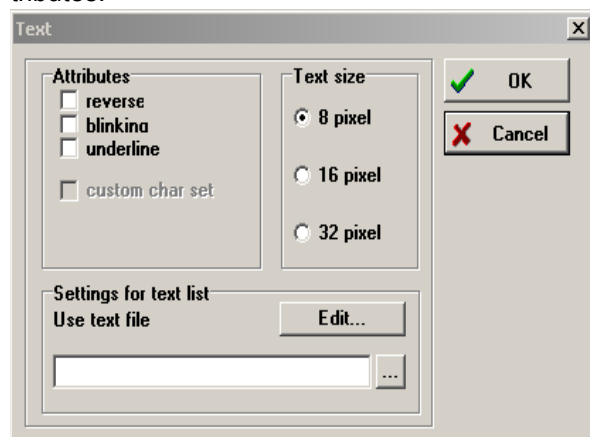 tributes.
Text
Attributes
reverse
blinking
underline
custom char set
Text size
8 pixel
16 pixel
32 pixel
OK
Cancel
Settings for text list
Use text file
Edit...
...